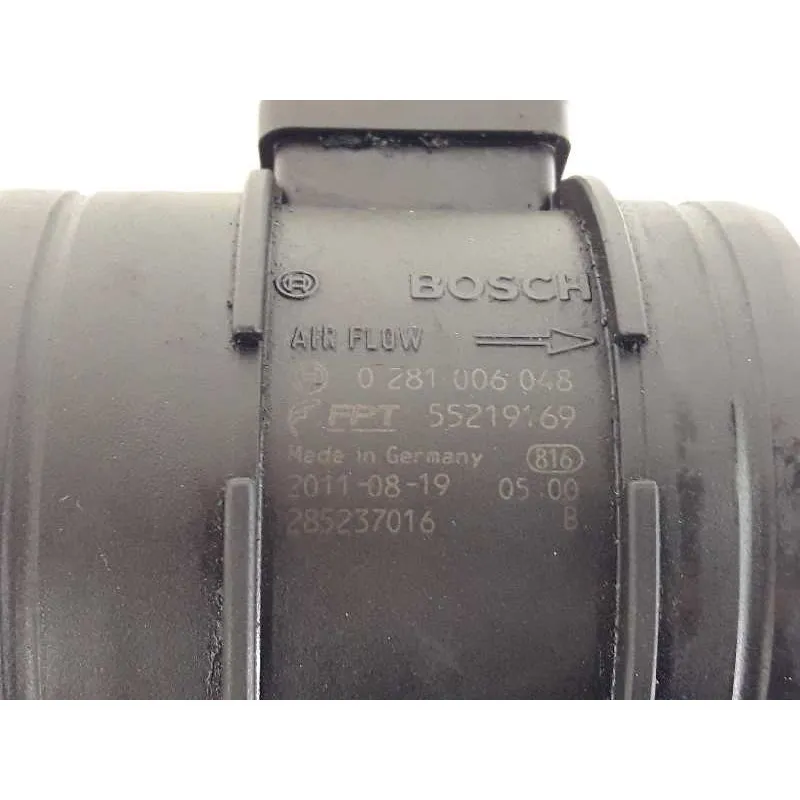 BOSCH
AIR FLOW
0 281 006 048
FPT 55219169
Made in Germany 816
2011-08-19 05:00
285237016 B